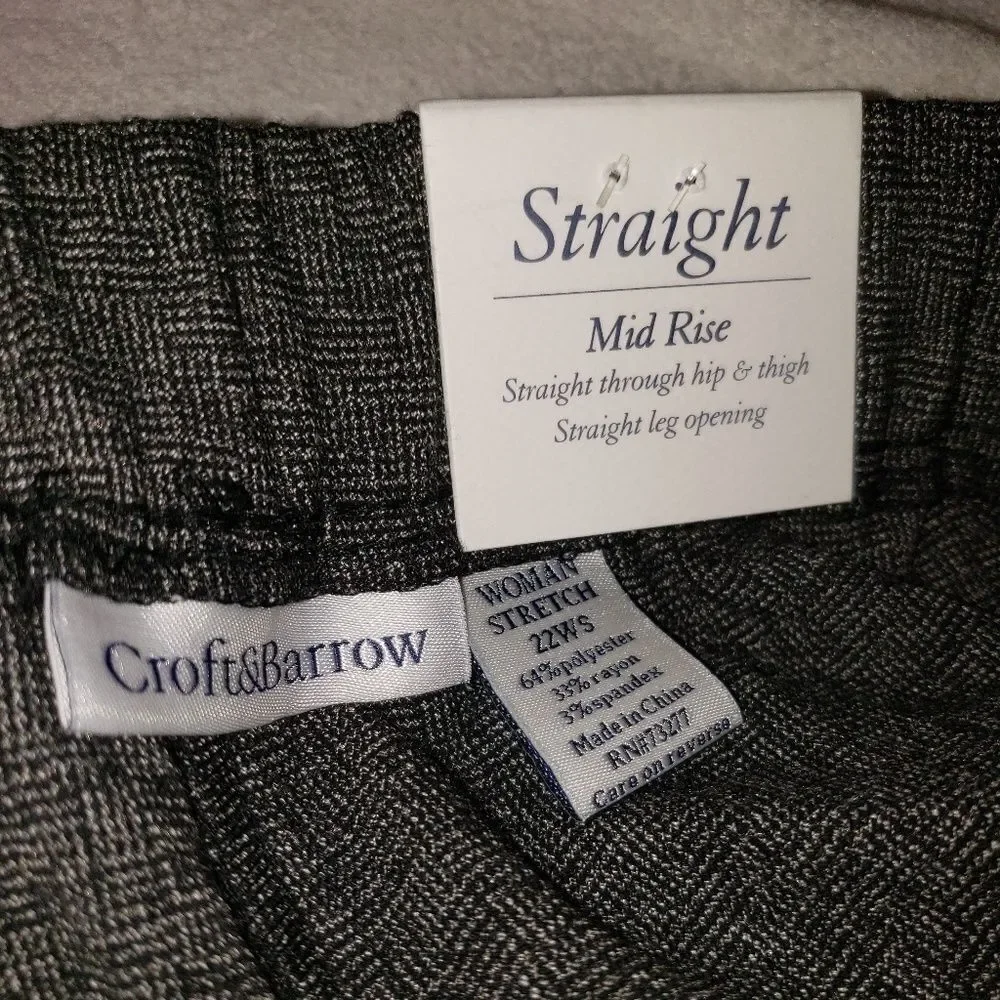 Straight
Mid Rise
Straight through hip & thigh
Straight leg opening
Croft&Barrow
WOMAN
STRETCH
22WS
64%polyester
33%rayon
3%spandex
Made in China
RN#73277
Care on reverse